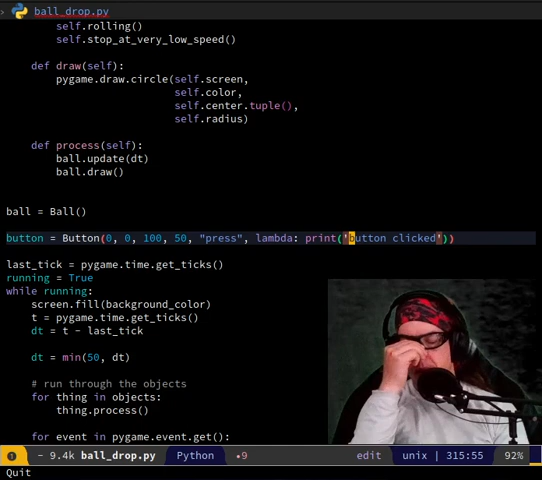 ball_drop.py
self.rolling()
self.stop_at_very_low_speed()
def draw(self):
pygame.draw.circle(self.screen,
self.color,
self.center.tuple(),
self.radius)
def process(self):
ball.update(dt)
ball.draw()
ball = Ball()
button = Button(0, 0, 100, 50, "press", lambda: print('button clicked'))
last_tick = pygame.time.get_ticks()
running = True
while running:
screen.fill(background_color)
t = pygame.time.get_ticks()
dt = t - last_tick
dt = min(50, dt)
# run through the objects
for thing in objects:
thing.process()
for event in pygame.event.get():
1 - 9.4k ball_drop.py Python •9 edit unix | 315:55 92%
Quit